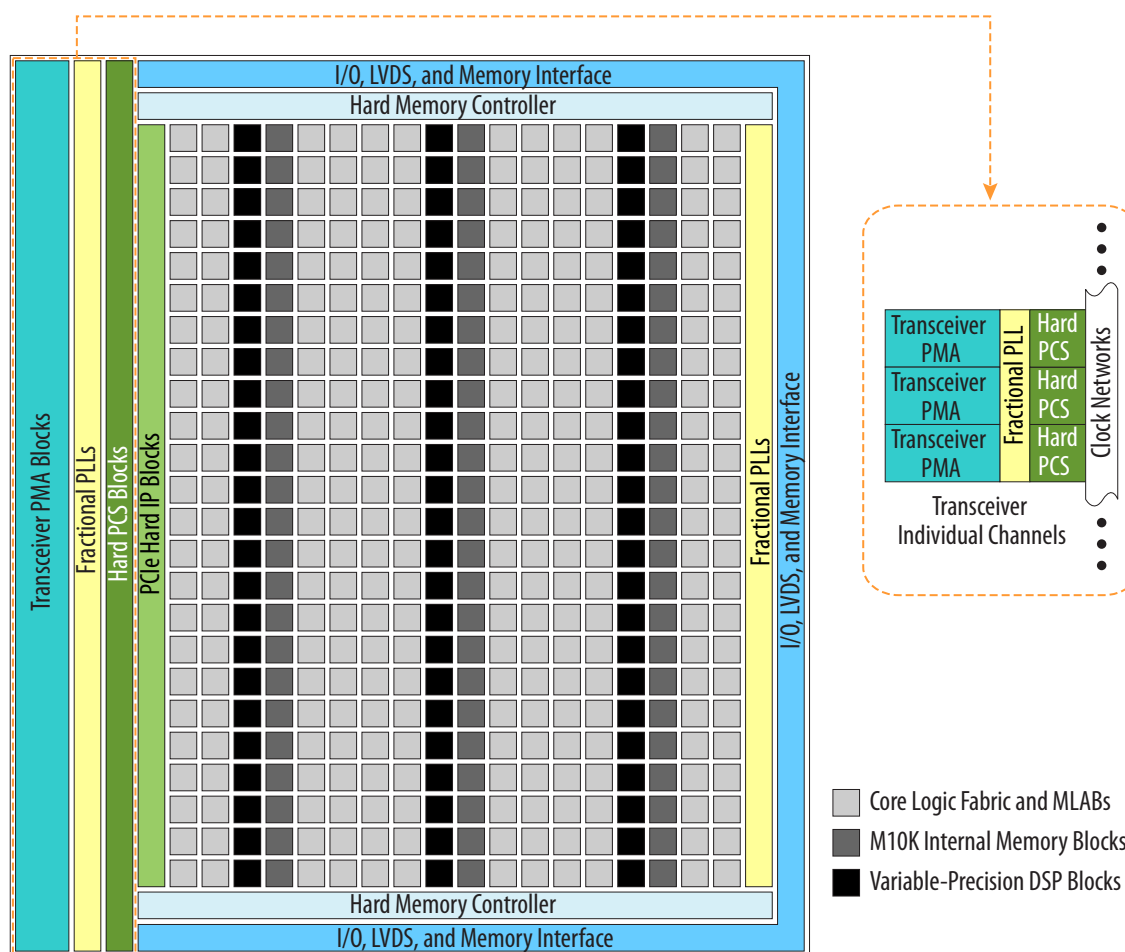 I/O, LVDS, and Memory Interface
Hard Memory Controller
Transceiver PMA Blocks
Fractional PLLs
Hard PCS Blocks
PCIe Hard IP Blocks
Fractional PLLs
I/O, LVDS, and Memory Interface
Hard Memory Controller
I/O, LVDS, and Memory Interface
Transceiver
PMA
Transceiver
PMA
Transceiver
PMA
Fractional PLL
Hard
PCS
Hard
PCS
Hard
PCS
Clock Networks
Transceiver
Individual Channels
Core Logic Fabric and MLABs
M10K Internal Memory Blocks
Variable-Precision DSP Blocks